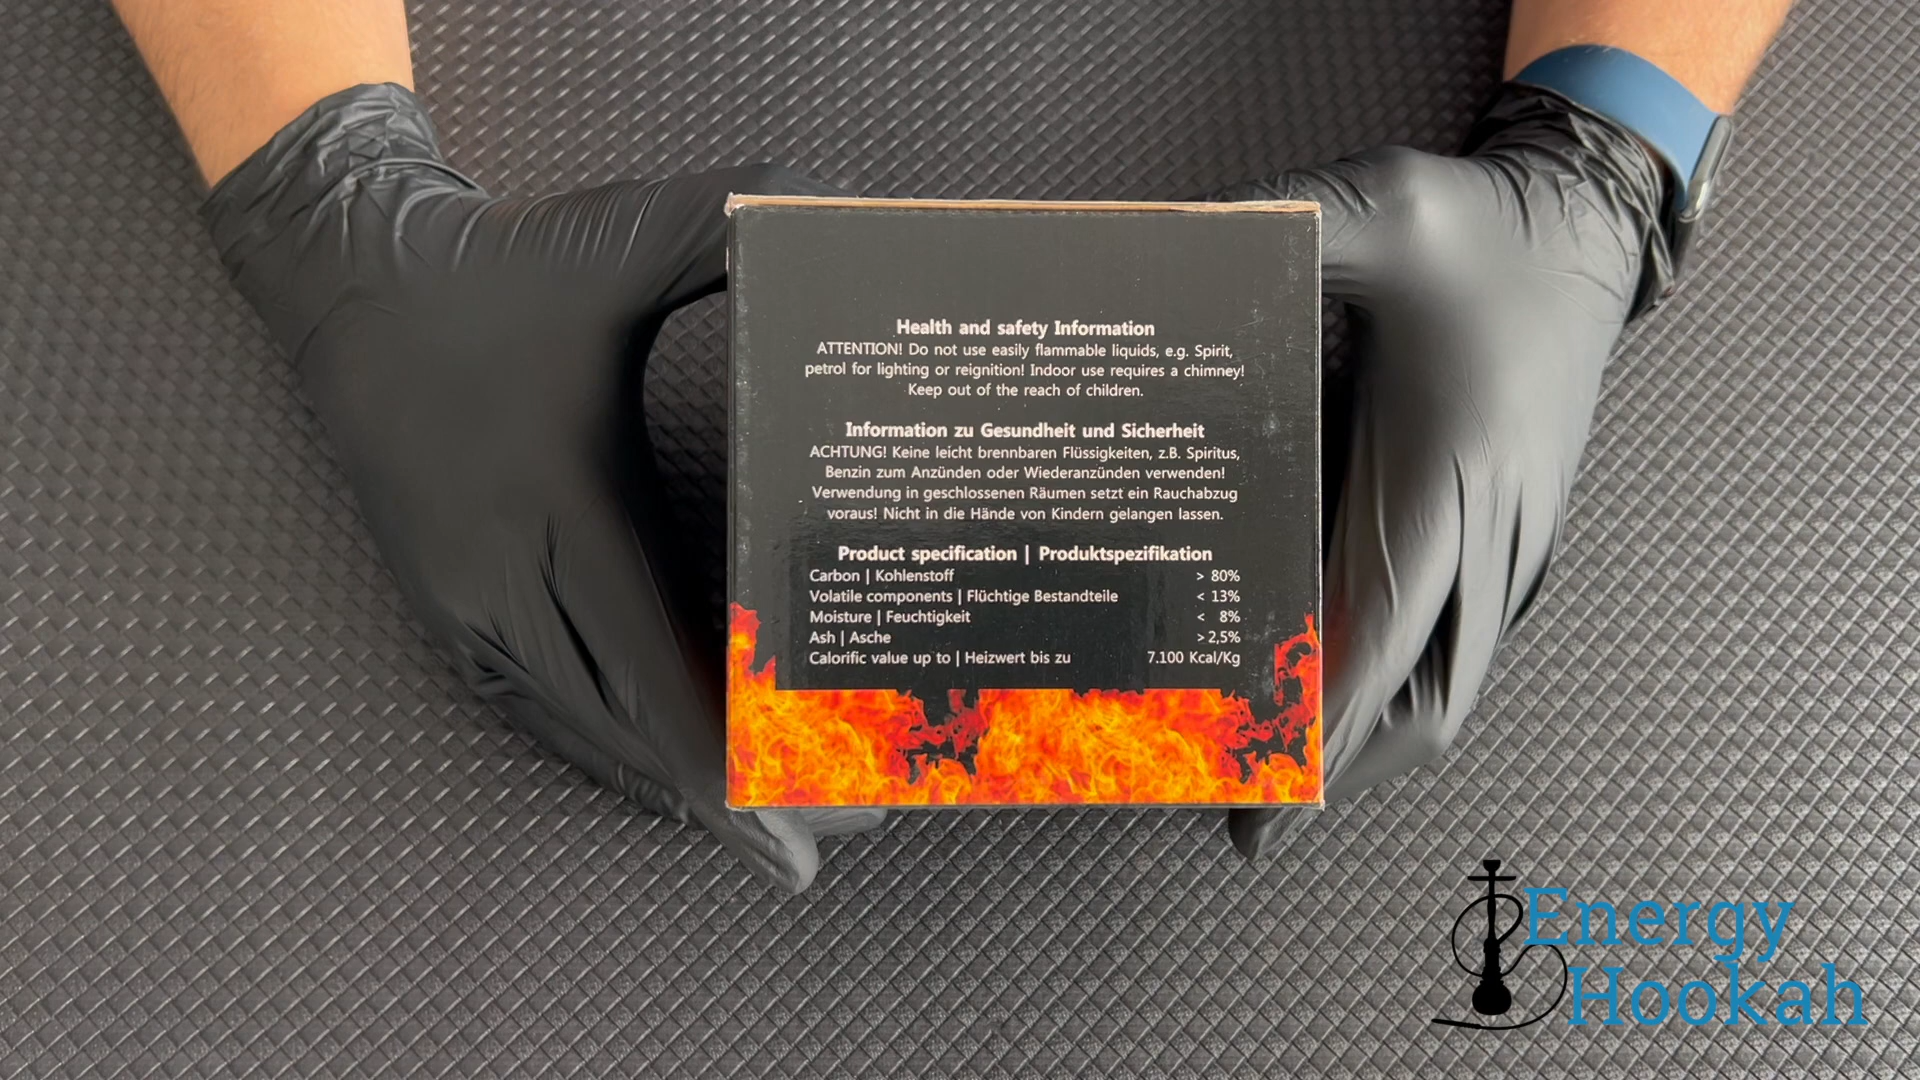 Health and safety Information
ATTENTION! Do not use easily flammable liquids, e.g. Spirit,
petrol for lighting or reignition! Indoor use requires a chimney!
Keep out of the reach of children.
Information zu Gesundheit und Sicherheit
ACHTUNG! Keine leicht brennbaren Flüssigkeiten, z.B. Spiritus,
Benzin zum Anzünden oder Wiederanzünden verwenden!
Verwendung in geschlossenen Räumen setzt ein Rauchabzug
voraus! Nicht in die Hände von Kindern gelangen lassen.
Product specification | Produktspezifikation
Carbon | Kohlenstoff > 80%
Volatile components | Flüchtige Bestandteile < 13%
Moisture | Feuchtigkeit < 8%
Ash | Asche >2,5%
Calorific value up to | Heizwert bis zu 7.100 Kcal/Kg
Energy
Hookah